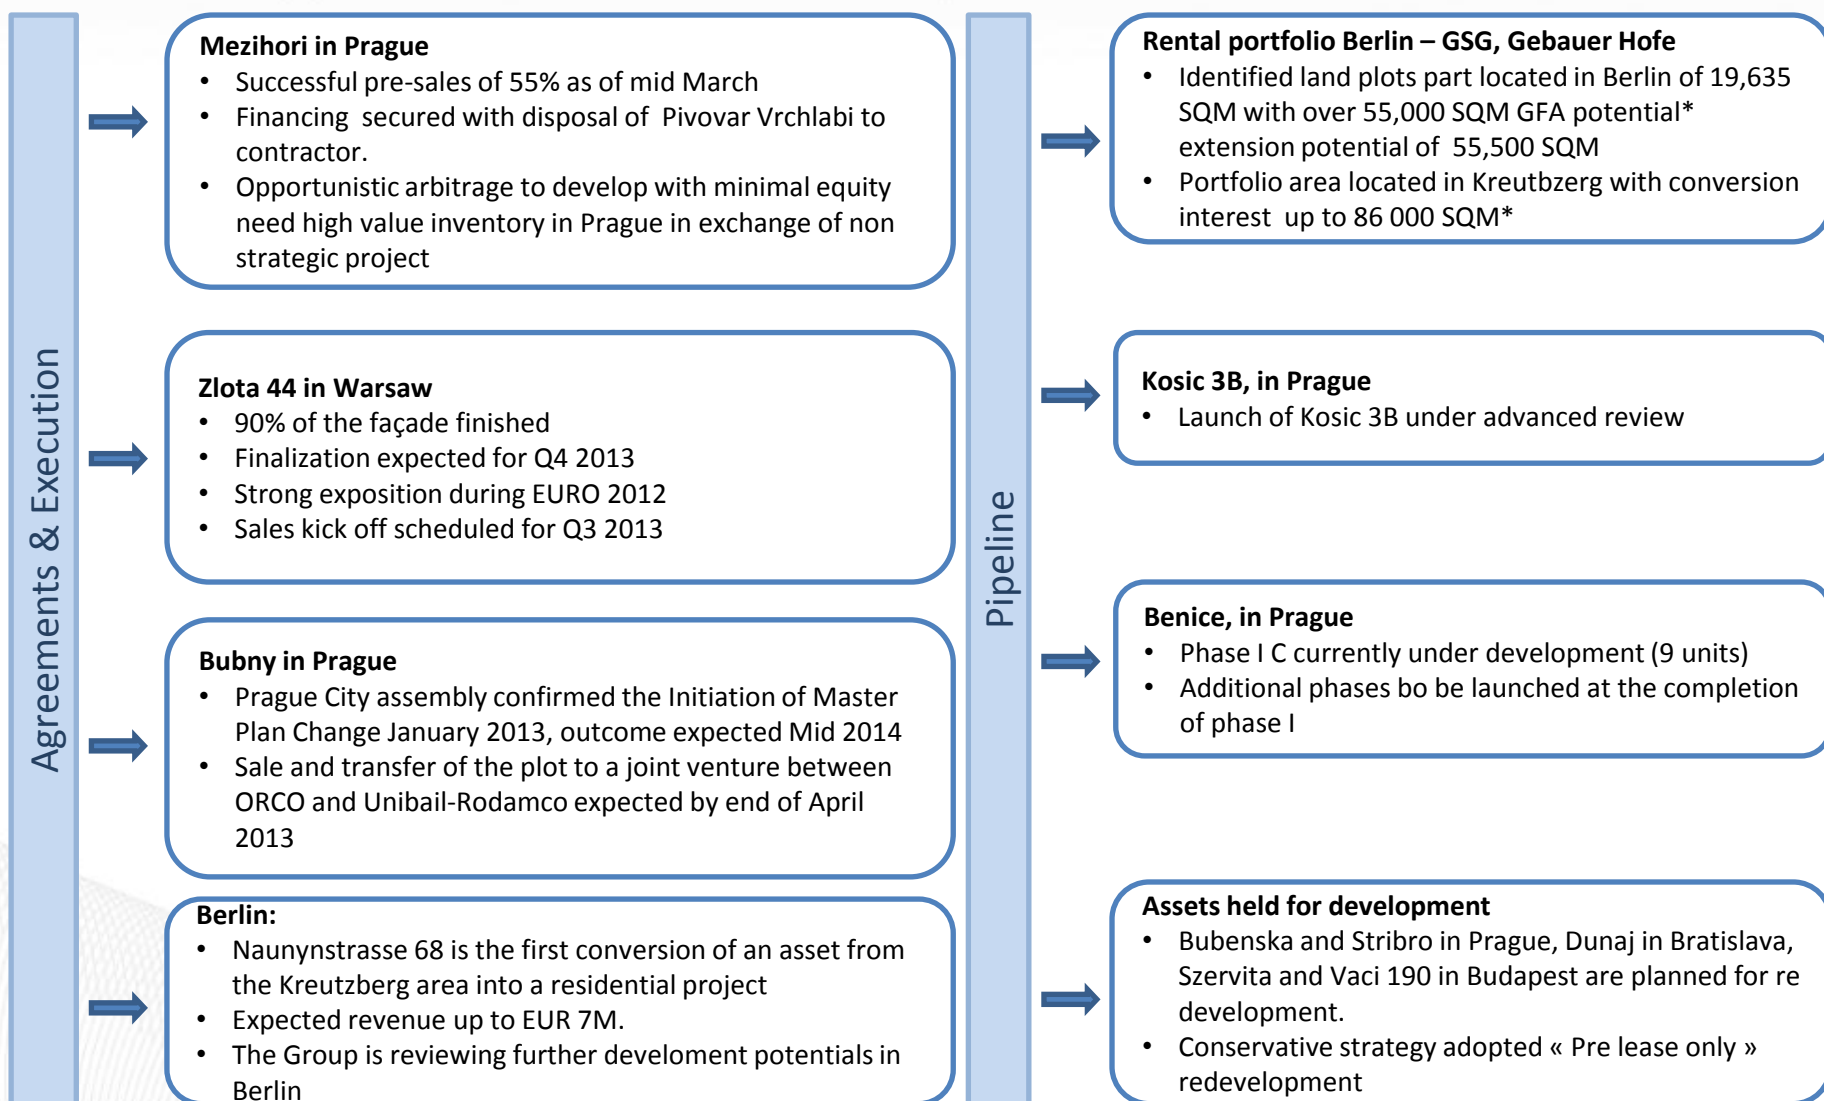 Agreements & Execution
Mezihori in Prague
• Successful pre-sales of 55% as of mid March
• Financing secured with disposal of Pivovar Vrchlabi to
contractor.
• Opportunistic arbitrage to develop with minimal equity
need high value inventory in Prague in exchange of non
strategic project
Zlota 44 in Warsaw
• 90% of the façade finished
• Finalization expected for Q4 2013
• Strong exposition during EURO 2012
• Sales kick off scheduled for Q3 2013
Bubny in Prague
• Prague City assembly confirmed the Initiation of Master
Plan Change January 2013, outcome expected Mid 2014
• Sale and transfer of the plot to a joint venture between
ORCO and Unibail-Rodamco expected by end of April
2013
Berlin:
• Naunynstrasse 68 is the first conversion of an asset from
the Kreutzberg area into a residential project
• Expected revenue up to EUR 7M.
• The Group is reviewing further develoment potentials in
Berlin
Pipeline
Rental portfolio Berlin – GSG, Gebauer Hofe
• Identified land plots part located in Berlin of 19,635
SQM with over 55,000 SQM GFA potential*
extension potential of 55,500 SQM
• Portfolio area located in Kreutbzerg with conversion
interest up to 86 000 SQM*
Kosic 3B, in Prague
• Launch of Kosic 3B under advanced review
Benice, in Prague
• Phase I C currently under development (9 units)
• Additional phases bo be launched at the completion
of phase I
Assets held for development
• Bubenska and Stribro in Prague, Dunaj in Bratislava,
Szervita and Vaci 190 in Budapest are planned for re
development.
• Conservative strategy adopted « Pre lease only »
redevelopment